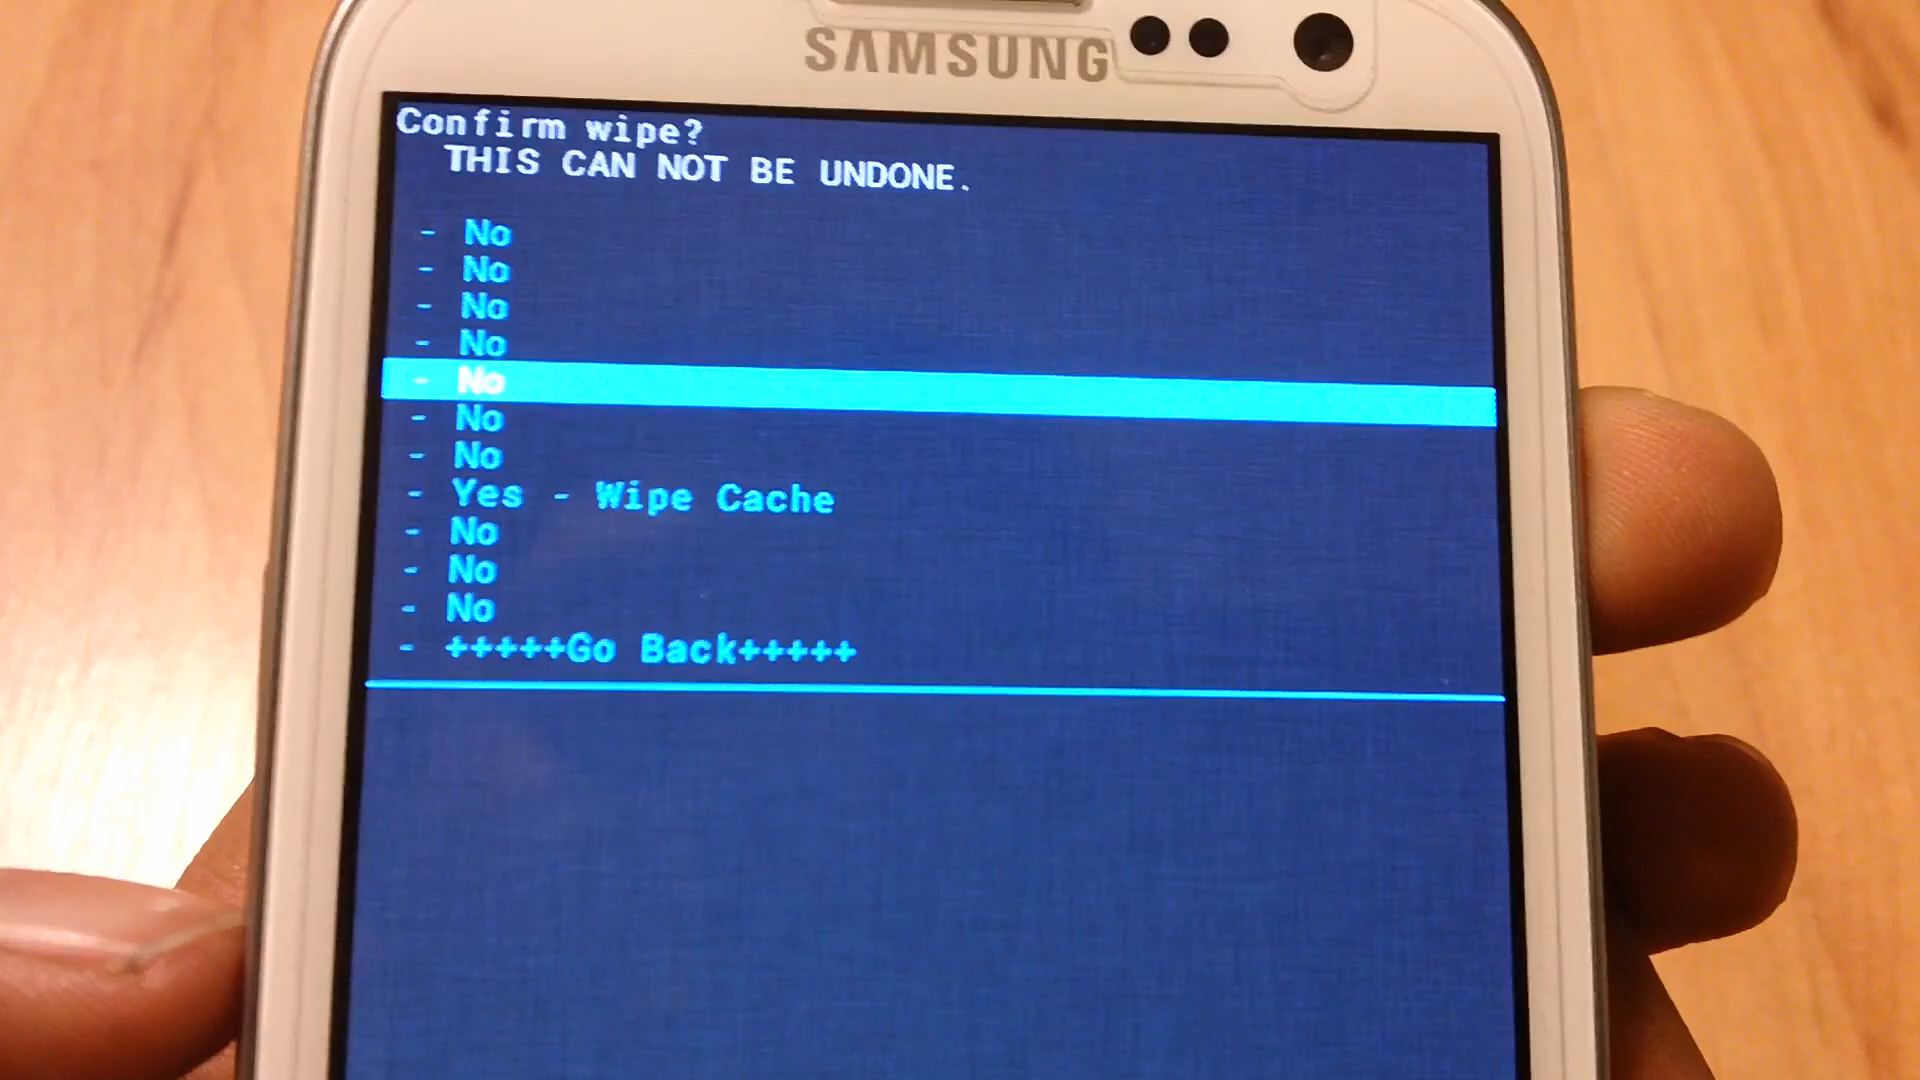 SAMSUNG
Confirm wipe?
THIS CAN NOT BE UNDONE.
- No
- No
- No
- No
- No
- No
- No
- Yes - Wipe Cache
- No
- No
- No
- +++++Go Back+++++